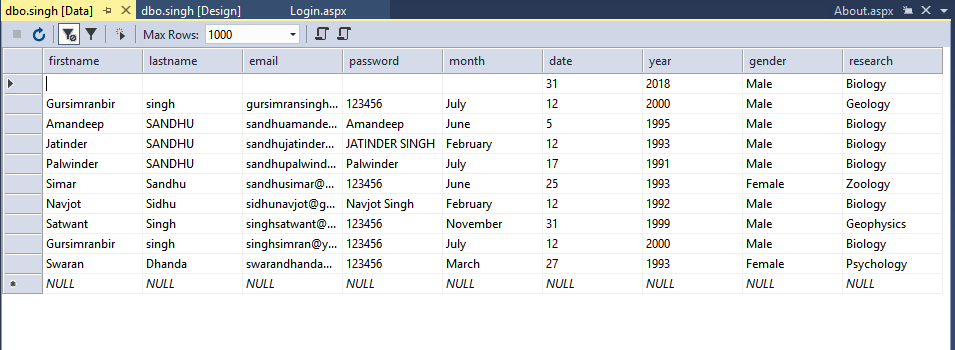 dbo.singh [Data] dbo.singh [Design] Login.aspx About.aspx
Max Rows: 1000
firstname lastname email password month date year gender research
31 2018 Male Biology
Gursimranbir singh gursimransingh... 123456 July 12 2000 Male Geology
Amandeep SANDHU sandhuamande... Amandeep June 5 1995 Male Biology
Jatinder SANDHU sandhujatinder... JATINDER SINGH February 12 1993 Male Biology
Palwinder SANDHU sandhupalwind... Palwinder July 17 1991 Male Biology
Simar Sandhu sandhusimar@... 123456 June 25 1993 Female Zoology
Navjot Sidhu sidhunavjot@g... Navjot Singh February 12 1992 Male Biology
Satwant Singh singhsatwant@... 123456 November 31 1999 Male Geophysics
Gursimranbir singh singhsimran@y... 123456 July 12 2000 Male Biology
Swaran Dhanda swarandhanda... 123456 March 27 1993 Female Psychology
NULL NULL NULL NULL NULL NULL NULL NULL NULL